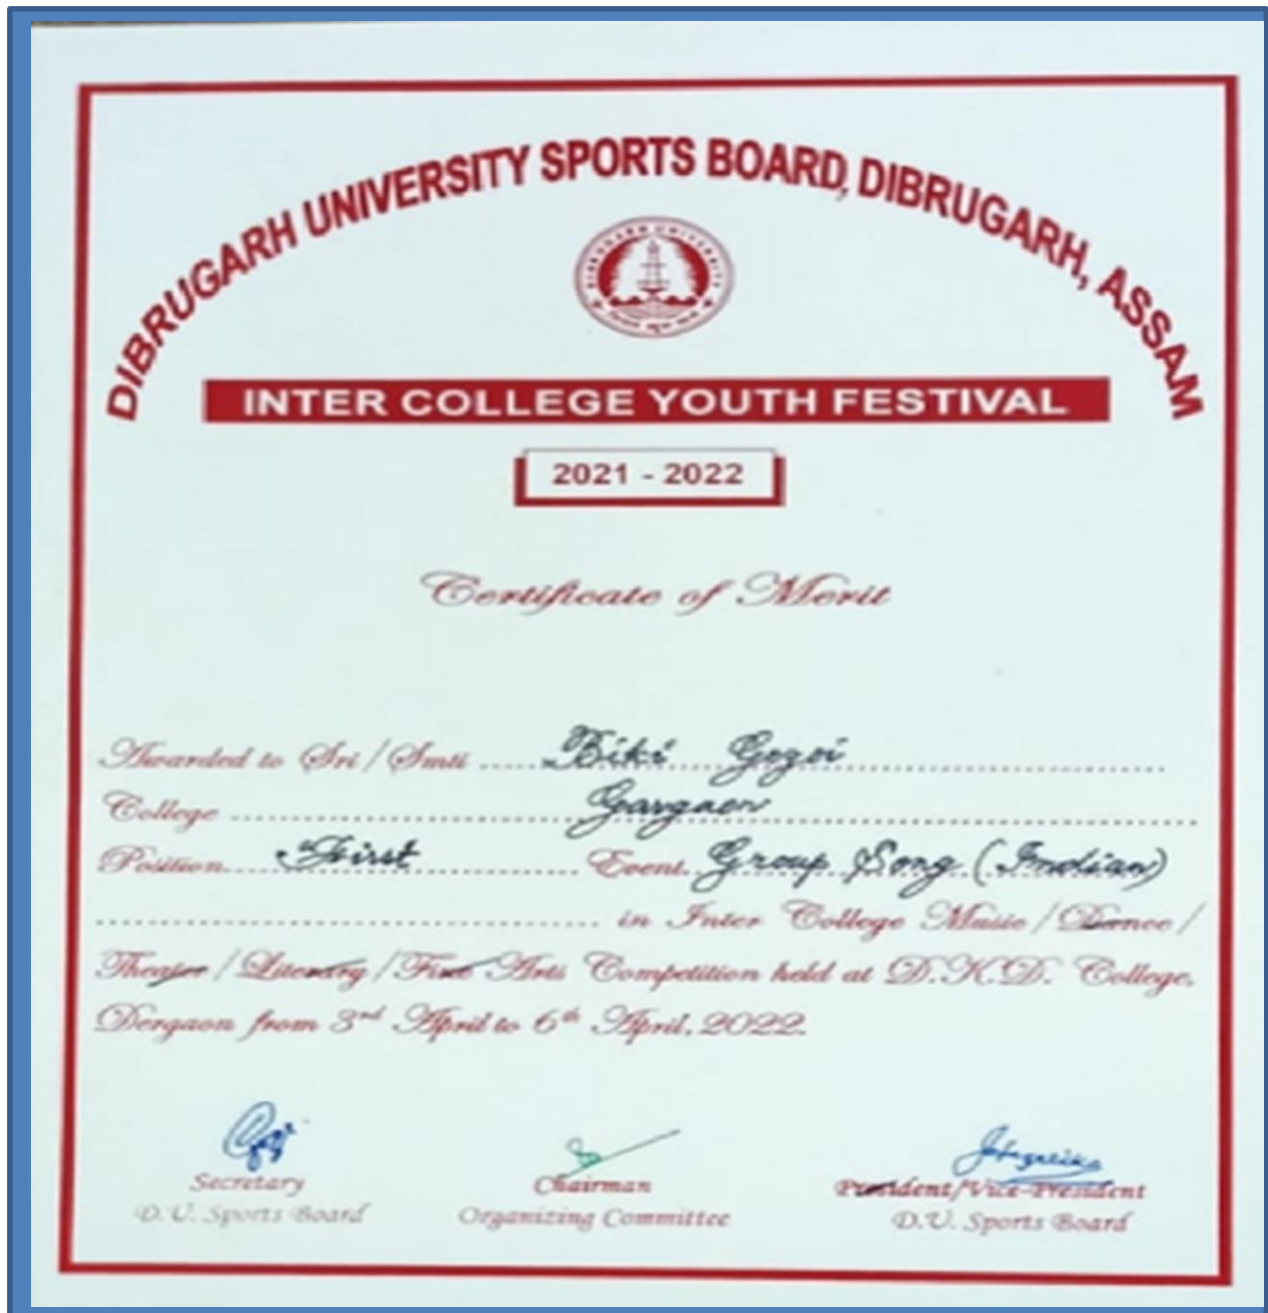 DIBRUGARH UNIVERSITY SPORTS BOARD, DIBRUGARH, ASSAM
DIBRUGARH UNIVERSITY
INTER COLLEGE YOUTH FESTIVAL
2021 - 2022
Certificate of Merit
Awarded to Sri / Smti Biki Gogoi
College Gargaon
Position First Event Group Song (Indian)
in Inter College Music / Dance /
Theater / Literary / Fine Arts Competition held at D.K.D. College,
Dergaon from 3rd April to 6th April, 2022.
Secretary Chairman President/Vice-President
D.U. Sports Board Organizing Committee D.U. Sports Board